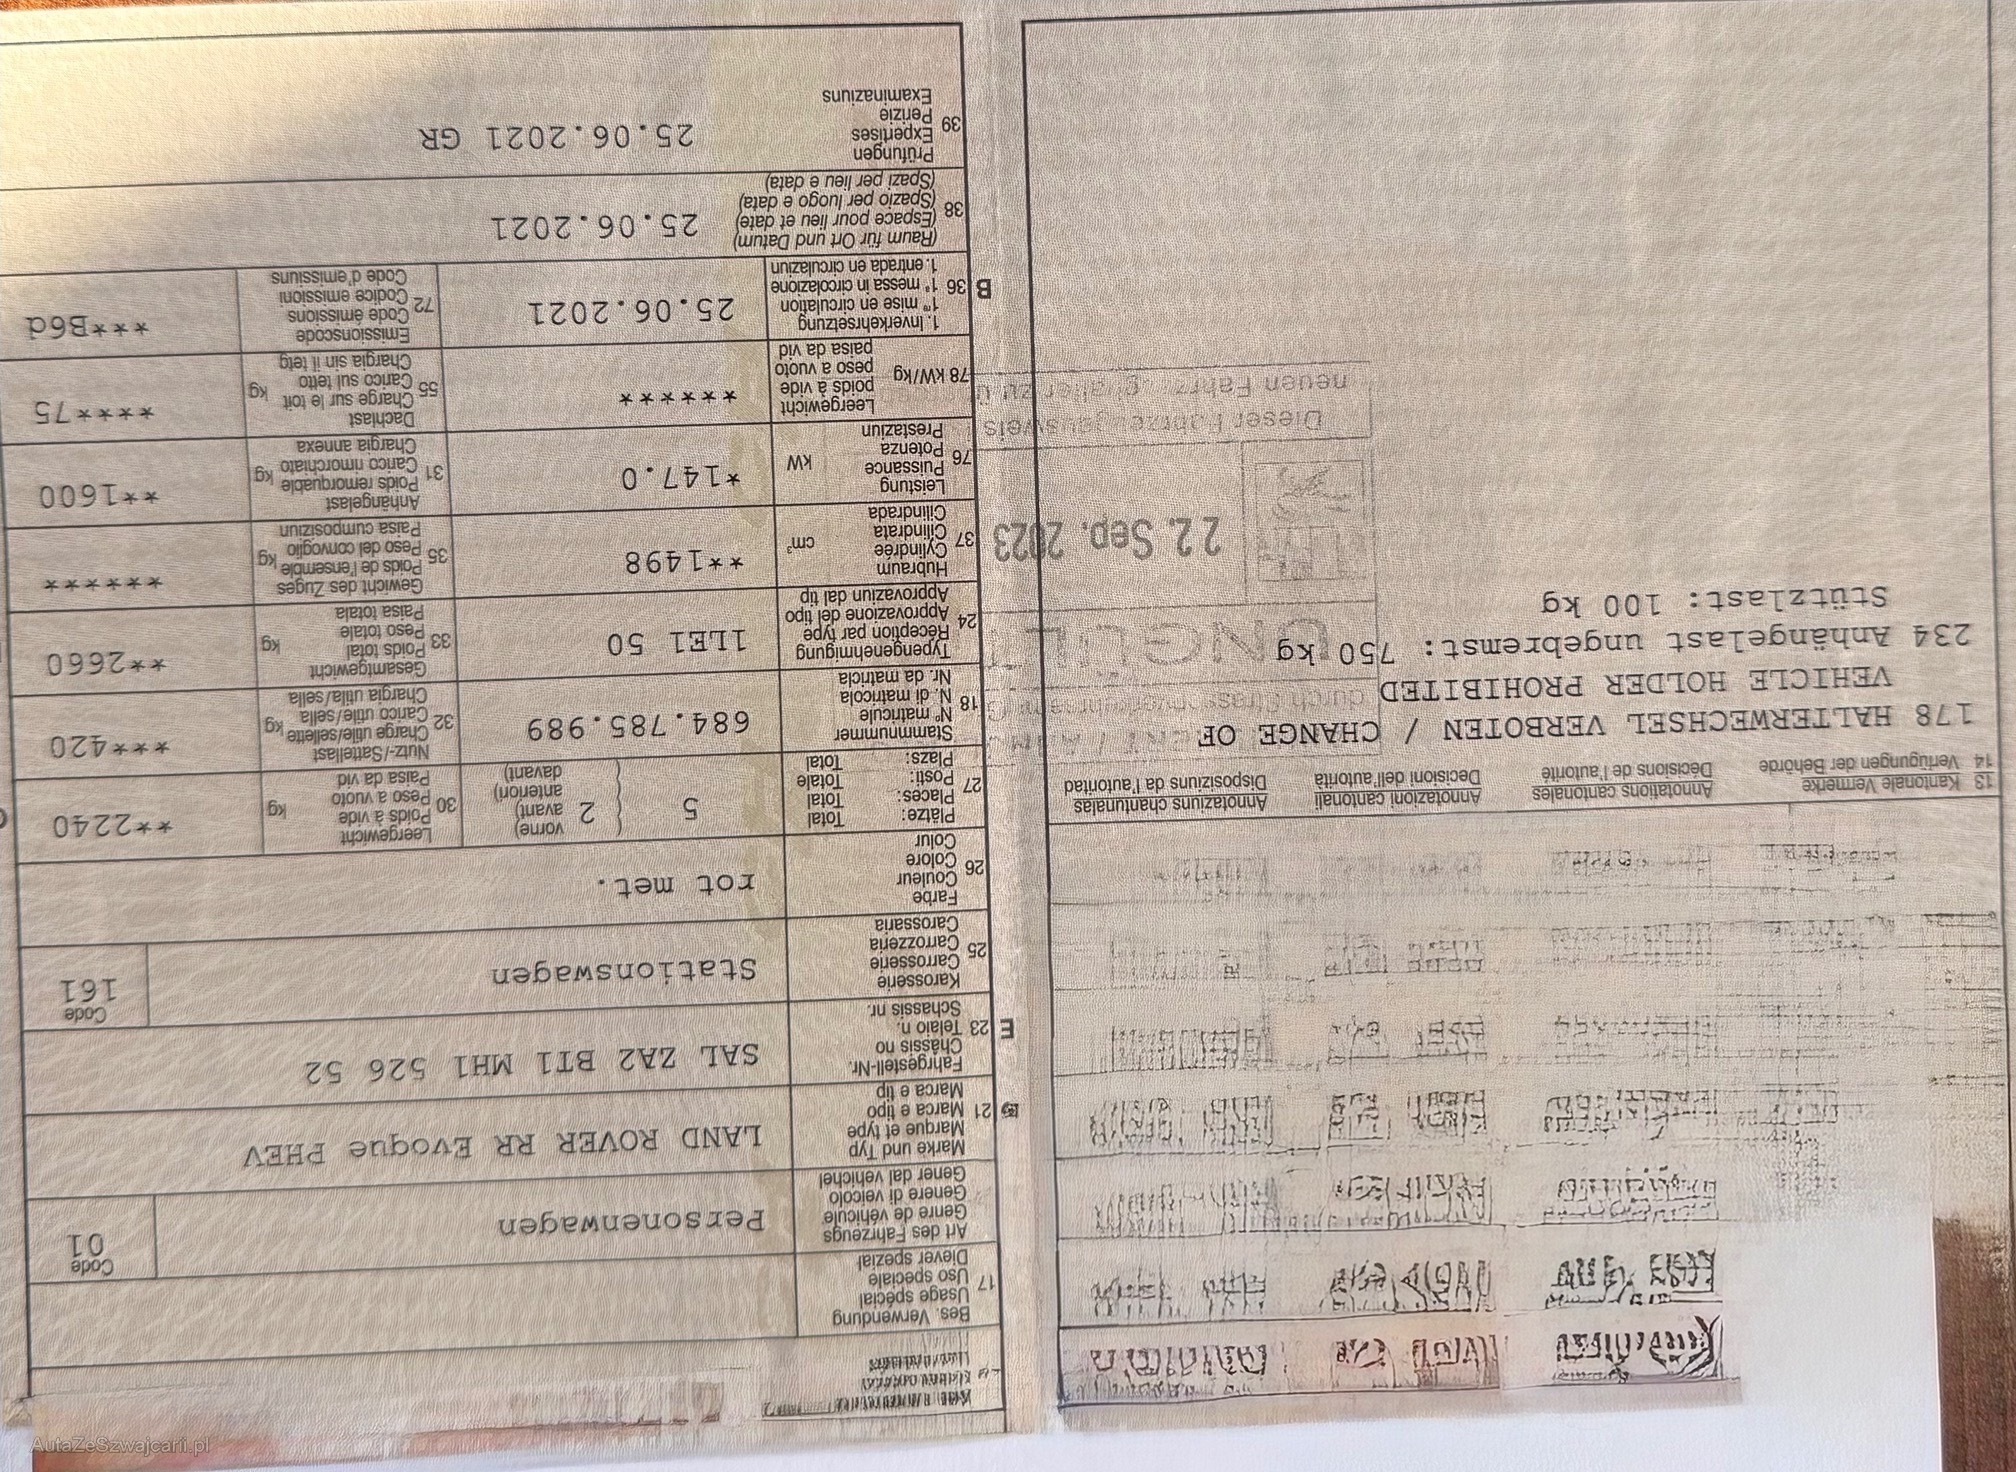 13 Kantonale Vermerke
14 Verfügungen der Behörde
Annotations cantonales
Décisions de l'autorité
Annotazioni cantonali
Decisioni dell'autorità
Annotaziuns chantunalas
Disposiziuns da l'autoritad
178 HALTERWECHSEL VERBOTEN / CHANGE OF
VEHICLE HOLDER PROHIBITED
234 Anhängelast ungebremst: 750 kg
Stützlast: 100 kg
22. Sep. 2023
Dieser Fahrzeugausweis
neuen Fahrzeughalter zu ü
17 Bes. Verwendung
Usage spécial
Uso speciale
Diever spezial
Art des Fahrzeugs
Genre de véhicule
Genere di veicolo
Gener dal vehichel
Personenwagen
Code
01
21 Marke und Typ
Marque et type
Marca e tipo
Marca e tip
LAND ROVER RR Evoque PHEV
E 23 Fahrgestell-Nr.
Châssis no
Telaio n.
Schassis nr.
SAL ZA2 BT1 MH1 526 52
25 Karosserie
Carrosserie
Carrozzeria
Carossaria
Stationswagen
Code
161
26 Farbe
Couleur
Colore
Colur
rot met.
27 Plätze: Total
Places: Total
Posti: Totale
Plazs: Total
5
2
vorne)
avant)
anteriori)
davant)
30 Leergewicht
Poids à vide
Peso a vuoto
Paisa da vid
kg
**2240
18 Stammnummer
N° matricule
N. di matricola
Nr. da matricla
684.785.989
32 Nutz-/Sattellast
Charge utile/sellette
Carico utile/sella
Chargia utila/sella
kg
***420
24 Typengenehmigung
Réception par type
Approvazione del tipo
Approvaziun dal tip
1LE1 50
33 Gesamtgewicht
Poids total
Peso totale
Paisa totala
kg
**2660
37 Hubraum
Cylindrée
Cilindrata
Cilindrada
cm³
**1498
35 Gewicht des Zuges
Poids de l'ensemble
Peso del convoglio
Paisa cumposiziun
kg
*******
76 Leistung
Puissance
Potenza
Prestaziun
kW
*147.0
31 Anhängelast
Poids remorquable
Carico rimorchiato
Chargia annexa
kg
**1600
78 kW/kg
Leergewicht
poids à vide
peso a vuoto
paisa da vid
******
55 Dachlast
Charge sur le toit
Carico sul tetto
Chargia sin il tetg
kg
****75
B 36 1. Inverkehrsetzung
1re mise en circulation
1a messa in circolazione
1. entrada en circulaziun
25.06.2021
72 Emissionscode
Code émissions
Codice emissioni
Code d'emissiuns
***B6d
38 (Raum für Ort und Datum)
(Espace pour lieu et date)
(Spazio per luogo e data)
(Spazi per lieu e data)
25.06.2021
39 Prüfungen
Expertises
Perizie
Examinaziuns
25.06.2021 GR
AutaZeSzwajcarii.pl